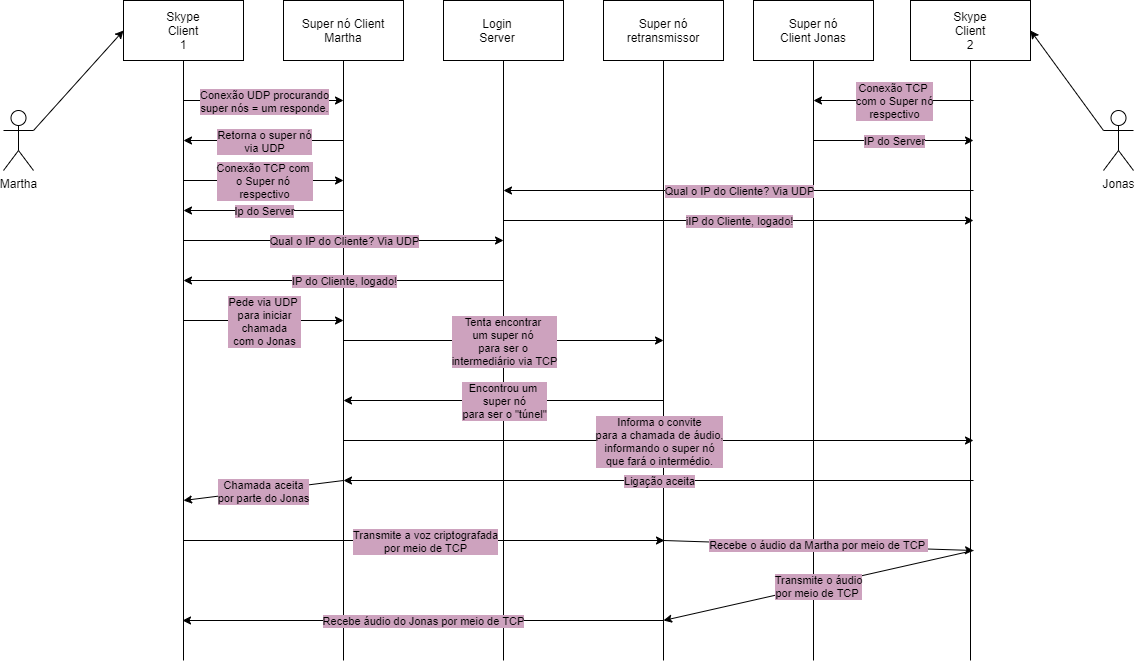 Skype
Client
1
Super nó Client
Martha
Login
Server
Super nó
retransmissor
Super nó
Client Jonas
Skype
Client
2
Martha
Jonas
Conexão UDP procurando
super nós = um responde.
Conexão TCP
com o Super nó
respectivo
Retorna o super nó
via UDP
IP do Server
Conexão TCP com
o Super nó
respectivo
Qual o IP do Cliente? Via UDP
Ip do Server
iIP do Cliente, logado!
Qual o IP do Cliente? Via UDP
IP do Cliente, logado!
Pede via UDP
para iniciar
chamada
com o Jonas
Tenta encontrar
um super nó
para ser o
intermediário via TCP
Encontrou um
super nó
para ser o "túnel"
Informa o convite
para a chamada de áudio,
informando o super nó
que fará o intermédio.
Ligação aceita
Chamada aceita
por parte do Jonas
Transmite a voz criptografada
por meio de TCP
Recebe o áudio da Martha por meio de TCP
Transmite o áudio
por meio de TCP
Recebe áudio do Jonas por meio de TCP